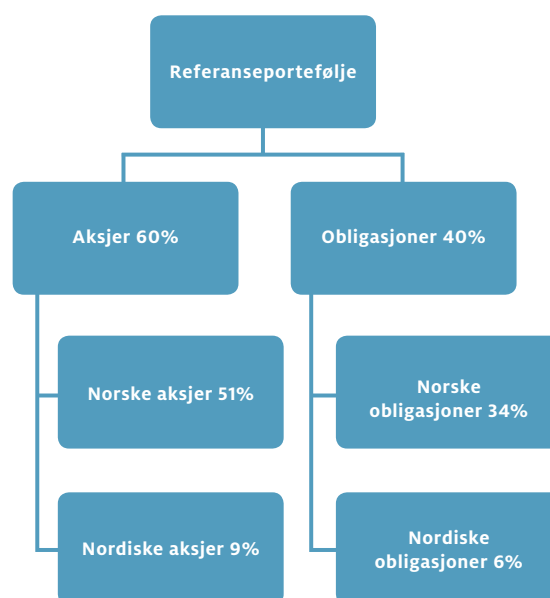 Referanseportefølje
Aksjer 60%
Obligasjoner 40%
Norske aksjer 51%
Norske
obligasjoner 34%
Nordiske aksjer 9%
Nordiske
obligasjoner 6%